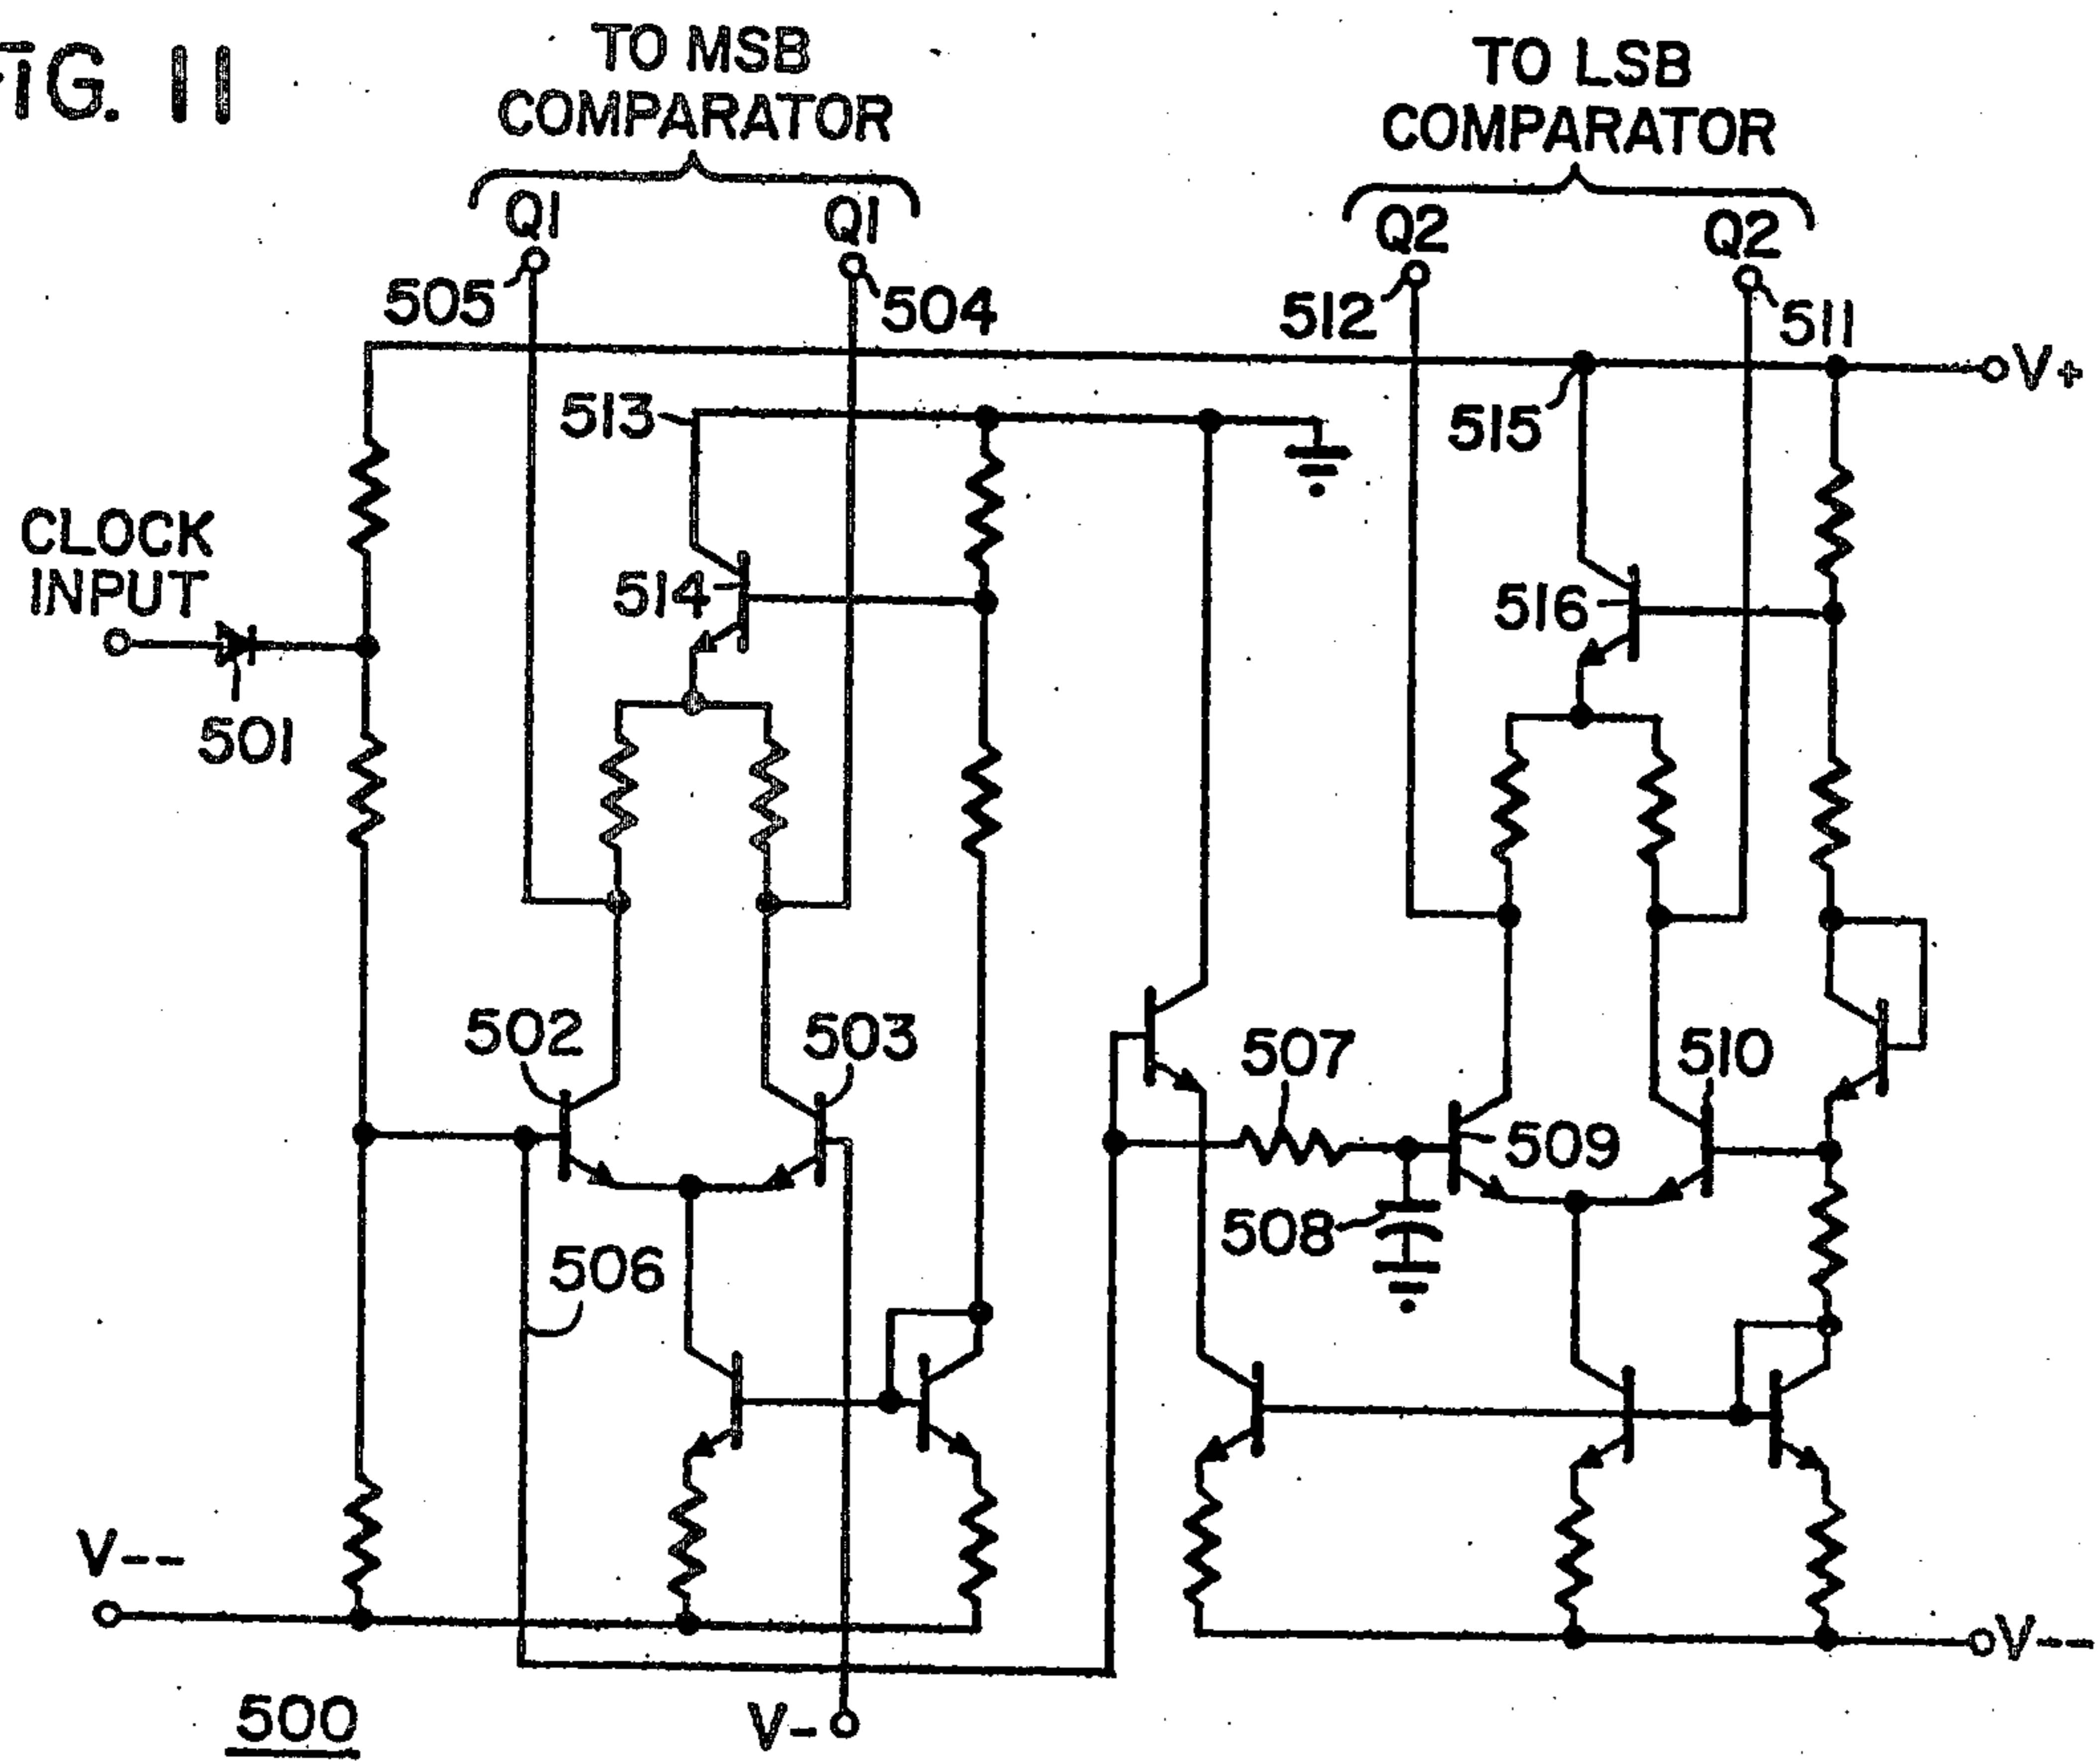 FIG. 11
TO MSB
COMPARATOR
TO LSB
COMPARATOR
Q1
Q1
Q2
Q2
505
504
512
511
V+
513
515
CLOCK
INPUT
514
516
501
502
503
507
510
509
508
506
V--
V--
V-
500